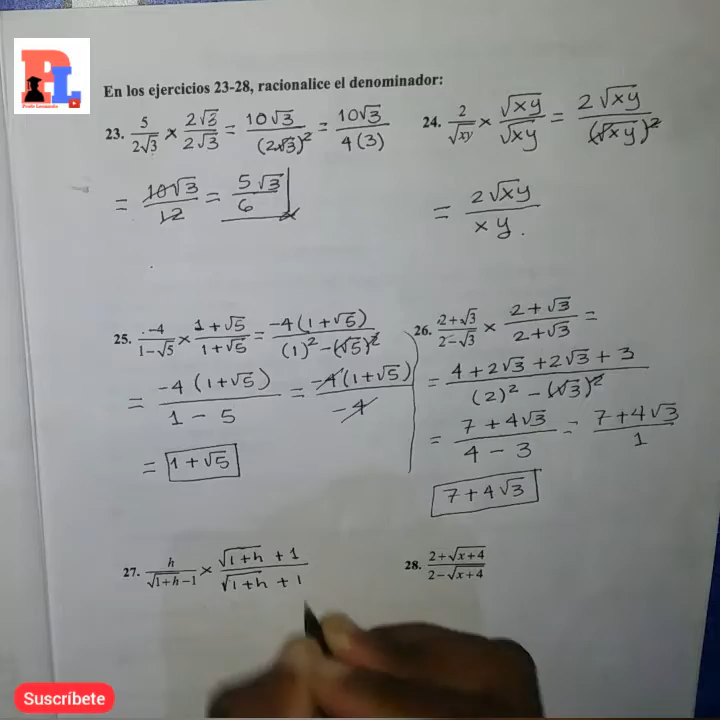 PL
Profe Leonardo
En los ejercicios 23-28, racionalice el denominador:
23. 5/(2√3) × (2√3)/(2√3) = (10√3)/(2√3)² = (10√3)/(4(3))
= (10√3)/12 = (5√3)/6
24. 2/√xy × √xy/√xy = (2√xy)/(√xy)²
= (2√xy)/(xy).
25. -4/(1-√5) × (1+√5)/(1+√5) = (-4(1+√5))/((1)² - (√5)²)
= (-4(1+√5))/(1 - 5) = (-4(1+√5))/(-4)
= 1+√5
26. (2+√3)/(2-√3) × (2+√3)/(2+√3) =
= (4+2√3+2√3+3)/((2)² - (√3)²)
= (7+4√3)/(4-3) = (7+4√3)/1
7+4√3
27. h/(√1+h -1) × (√1+h +1)/(√1+h +1)
28. (2+√x+4)/(2-√x+4)
Suscríbete